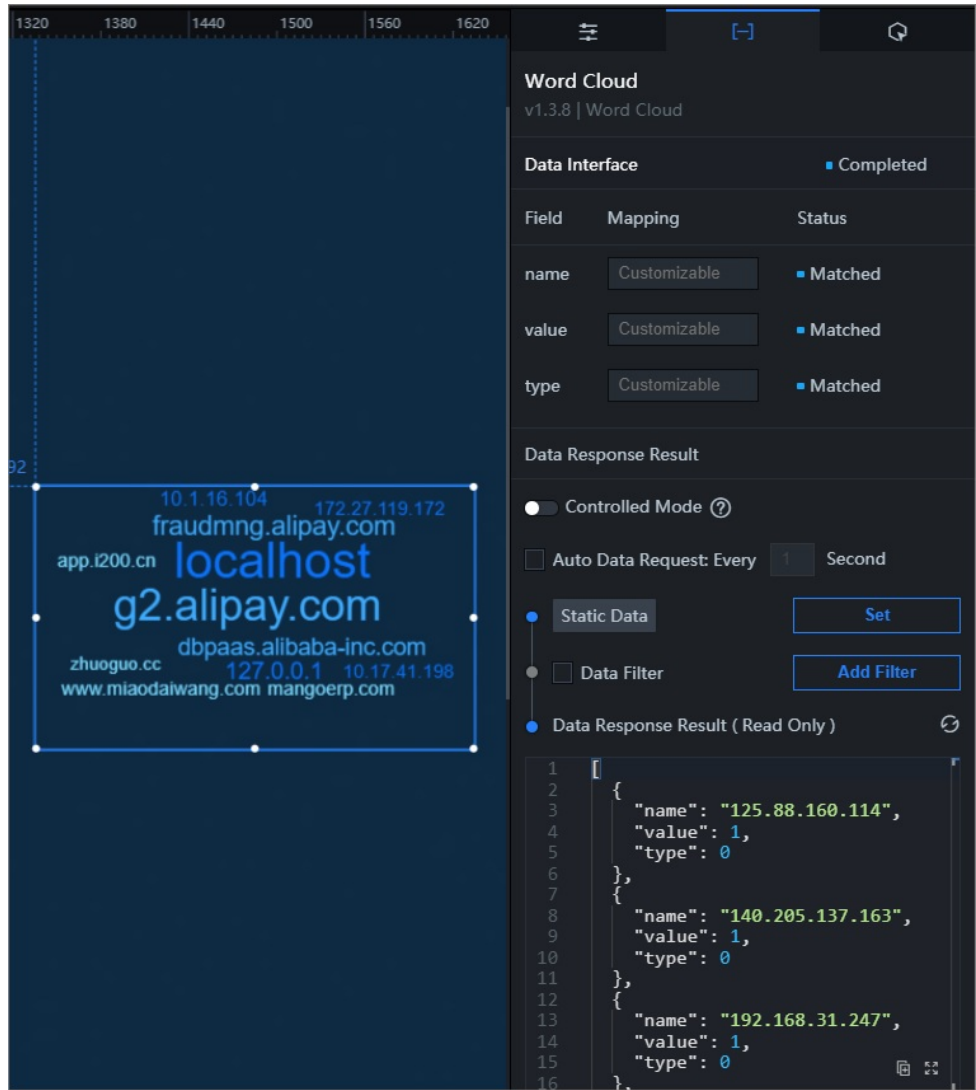 1320 1380 1440 1500 1560 1620
92
10.1.16.104
172.27.119.172
fraudmng.alipay.com
app.i200.cn localhost
g2.alipay.com
dbpaas.alibaba-inc.com
zhuoguo.cc 127.0.0.1 10.17.41.198
www.miaodaiwang.com mangoerp.com
Word Cloud
v1.3.8 | Word Cloud
Data Interface Completed
Field Mapping Status
name Customizable Matched
value Customizable Matched
type Customizable Matched
Data Response Result
Controlled Mode ?
Auto Data Request: Every 1 Second
Static Data Set
Data Filter Add Filter
Data Response Result ( Read Only )
1 [
2 {
3 "name": "125.88.160.114",
4 "value": 1,
5 "type": 0
6 },
7 {
8 "name": "140.205.137.163",
9 "value": 1,
10 "type": 0
11 },
12 {
13 "name": "192.168.31.247",
14 "value": 1,
15 "type": 0
16 },